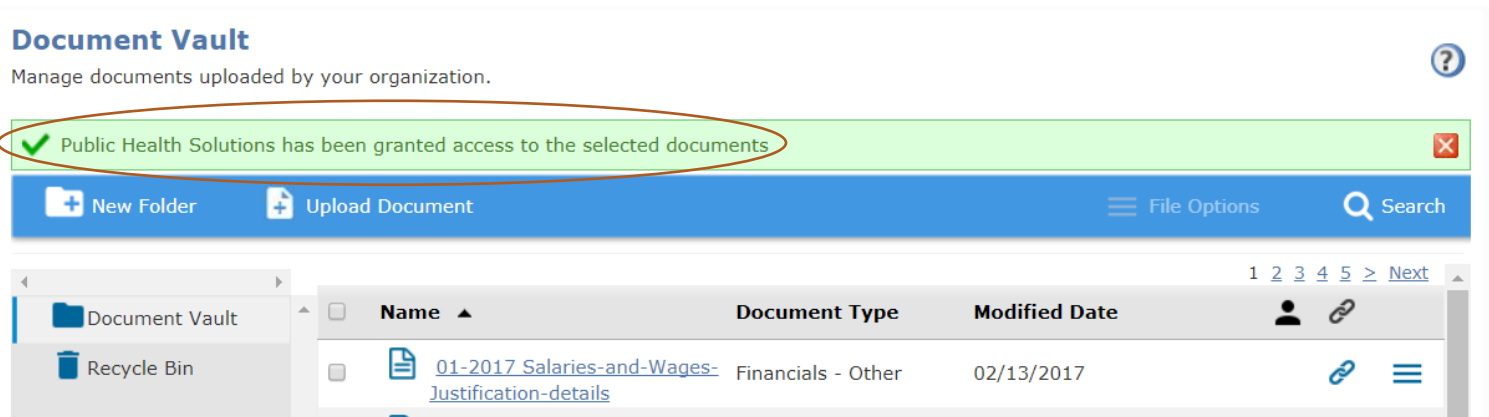 Document Vault
Manage documents uploaded by your organization.
?
Public Health Solutions has been granted access to the selected documents
New Folder Upload Document File Options Search
1 2 3 4 5 > Next
Document Vault
Recycle Bin
Name ▲ Document Type Modified Date
01-2017 Salaries-and-Wages- Financials - Other 02/13/2017
Justification-details